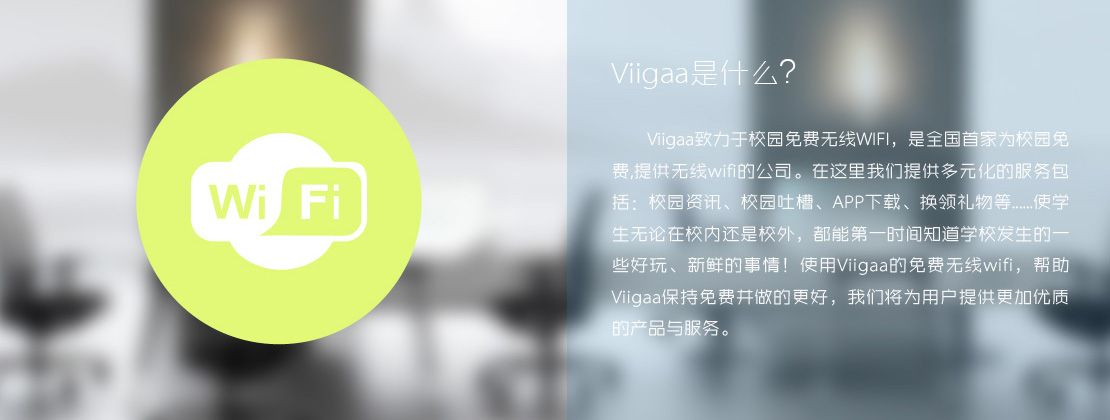 Wi Fi
Viigaa是什么?
Viigaa致力于校园免费无线WIFI，是全国首家为校园免
费,提供无线wifi的公司。在这里我们提供多元化的服务包
括：校园资讯、校园吐槽、APP下载、换领礼物等......使学
生无论在校内还是校外，都能第一时间知道学校发生的一
些好玩、新鲜的事情！使用Viigaa的免费无线wifi，帮助
Viigaa保持免费并做的更好，我们将为用户提供更加优质
的产品与服务。